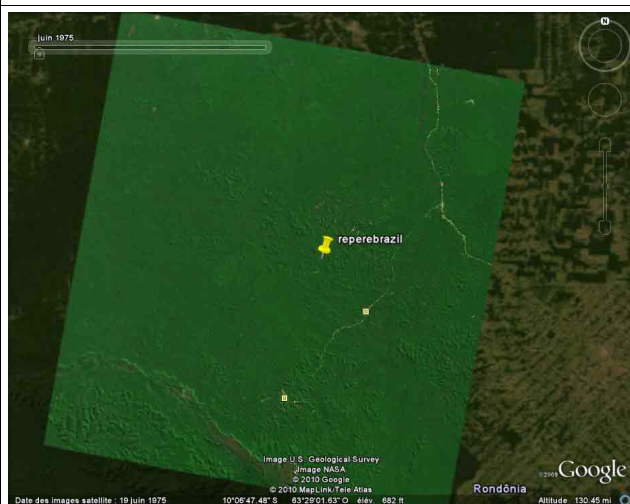 juin 1975
N
reperebrazil
Image U.S. Geological Survey
Image NASA
© 2010 Google
© 2010 MapLink/Tele Atlas
Rondônia
©2009 Google
Date des images satellite : 19 juin 1975 10°06'47.48" S 63°29'01.63" O élév. 682 ft Altitude 130.45 mi